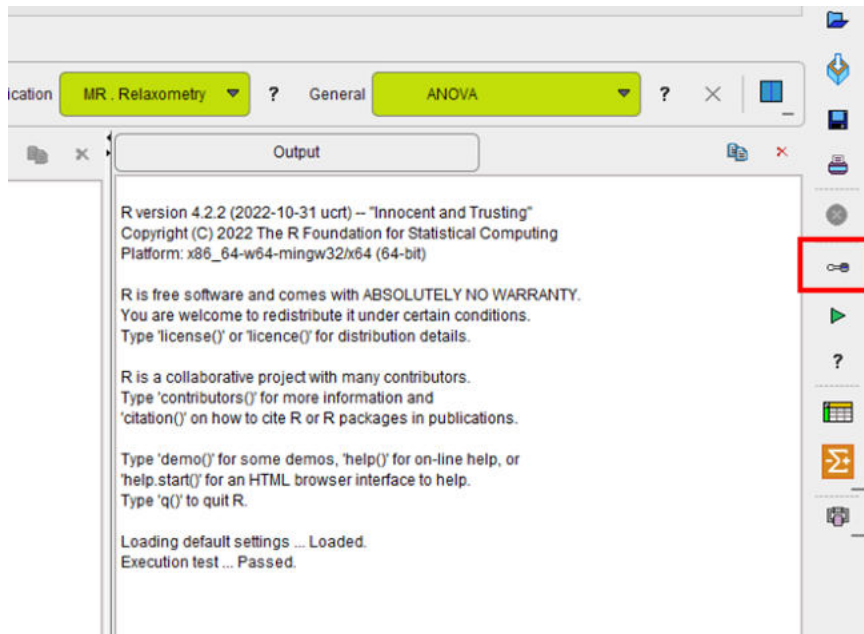 ication MR . Relaxometry ? General ANOVA ?
Output
R version 4.2.2 (2022-10-31 ucrt) -- "Innocent and Trusting"
Copyright (C) 2022 The R Foundation for Statistical Computing
Platform: x86_64-w64-mingw32/x64 (64-bit)
R is free software and comes with ABSOLUTELY NO WARRANTY.
You are welcome to redistribute it under certain conditions.
Type 'license()' or 'licence()' for distribution details.
R is a collaborative project with many contributors.
Type 'contributors()' for more information and
'citation()' on how to cite R or R packages in publications.
Type 'demo()' for some demos, 'help()' for on-line help, or
'help.start()' for an HTML browser interface to help.
Type 'q()' to quit R.
Loading default settings ... Loaded.
Execution test ... Passed.
?